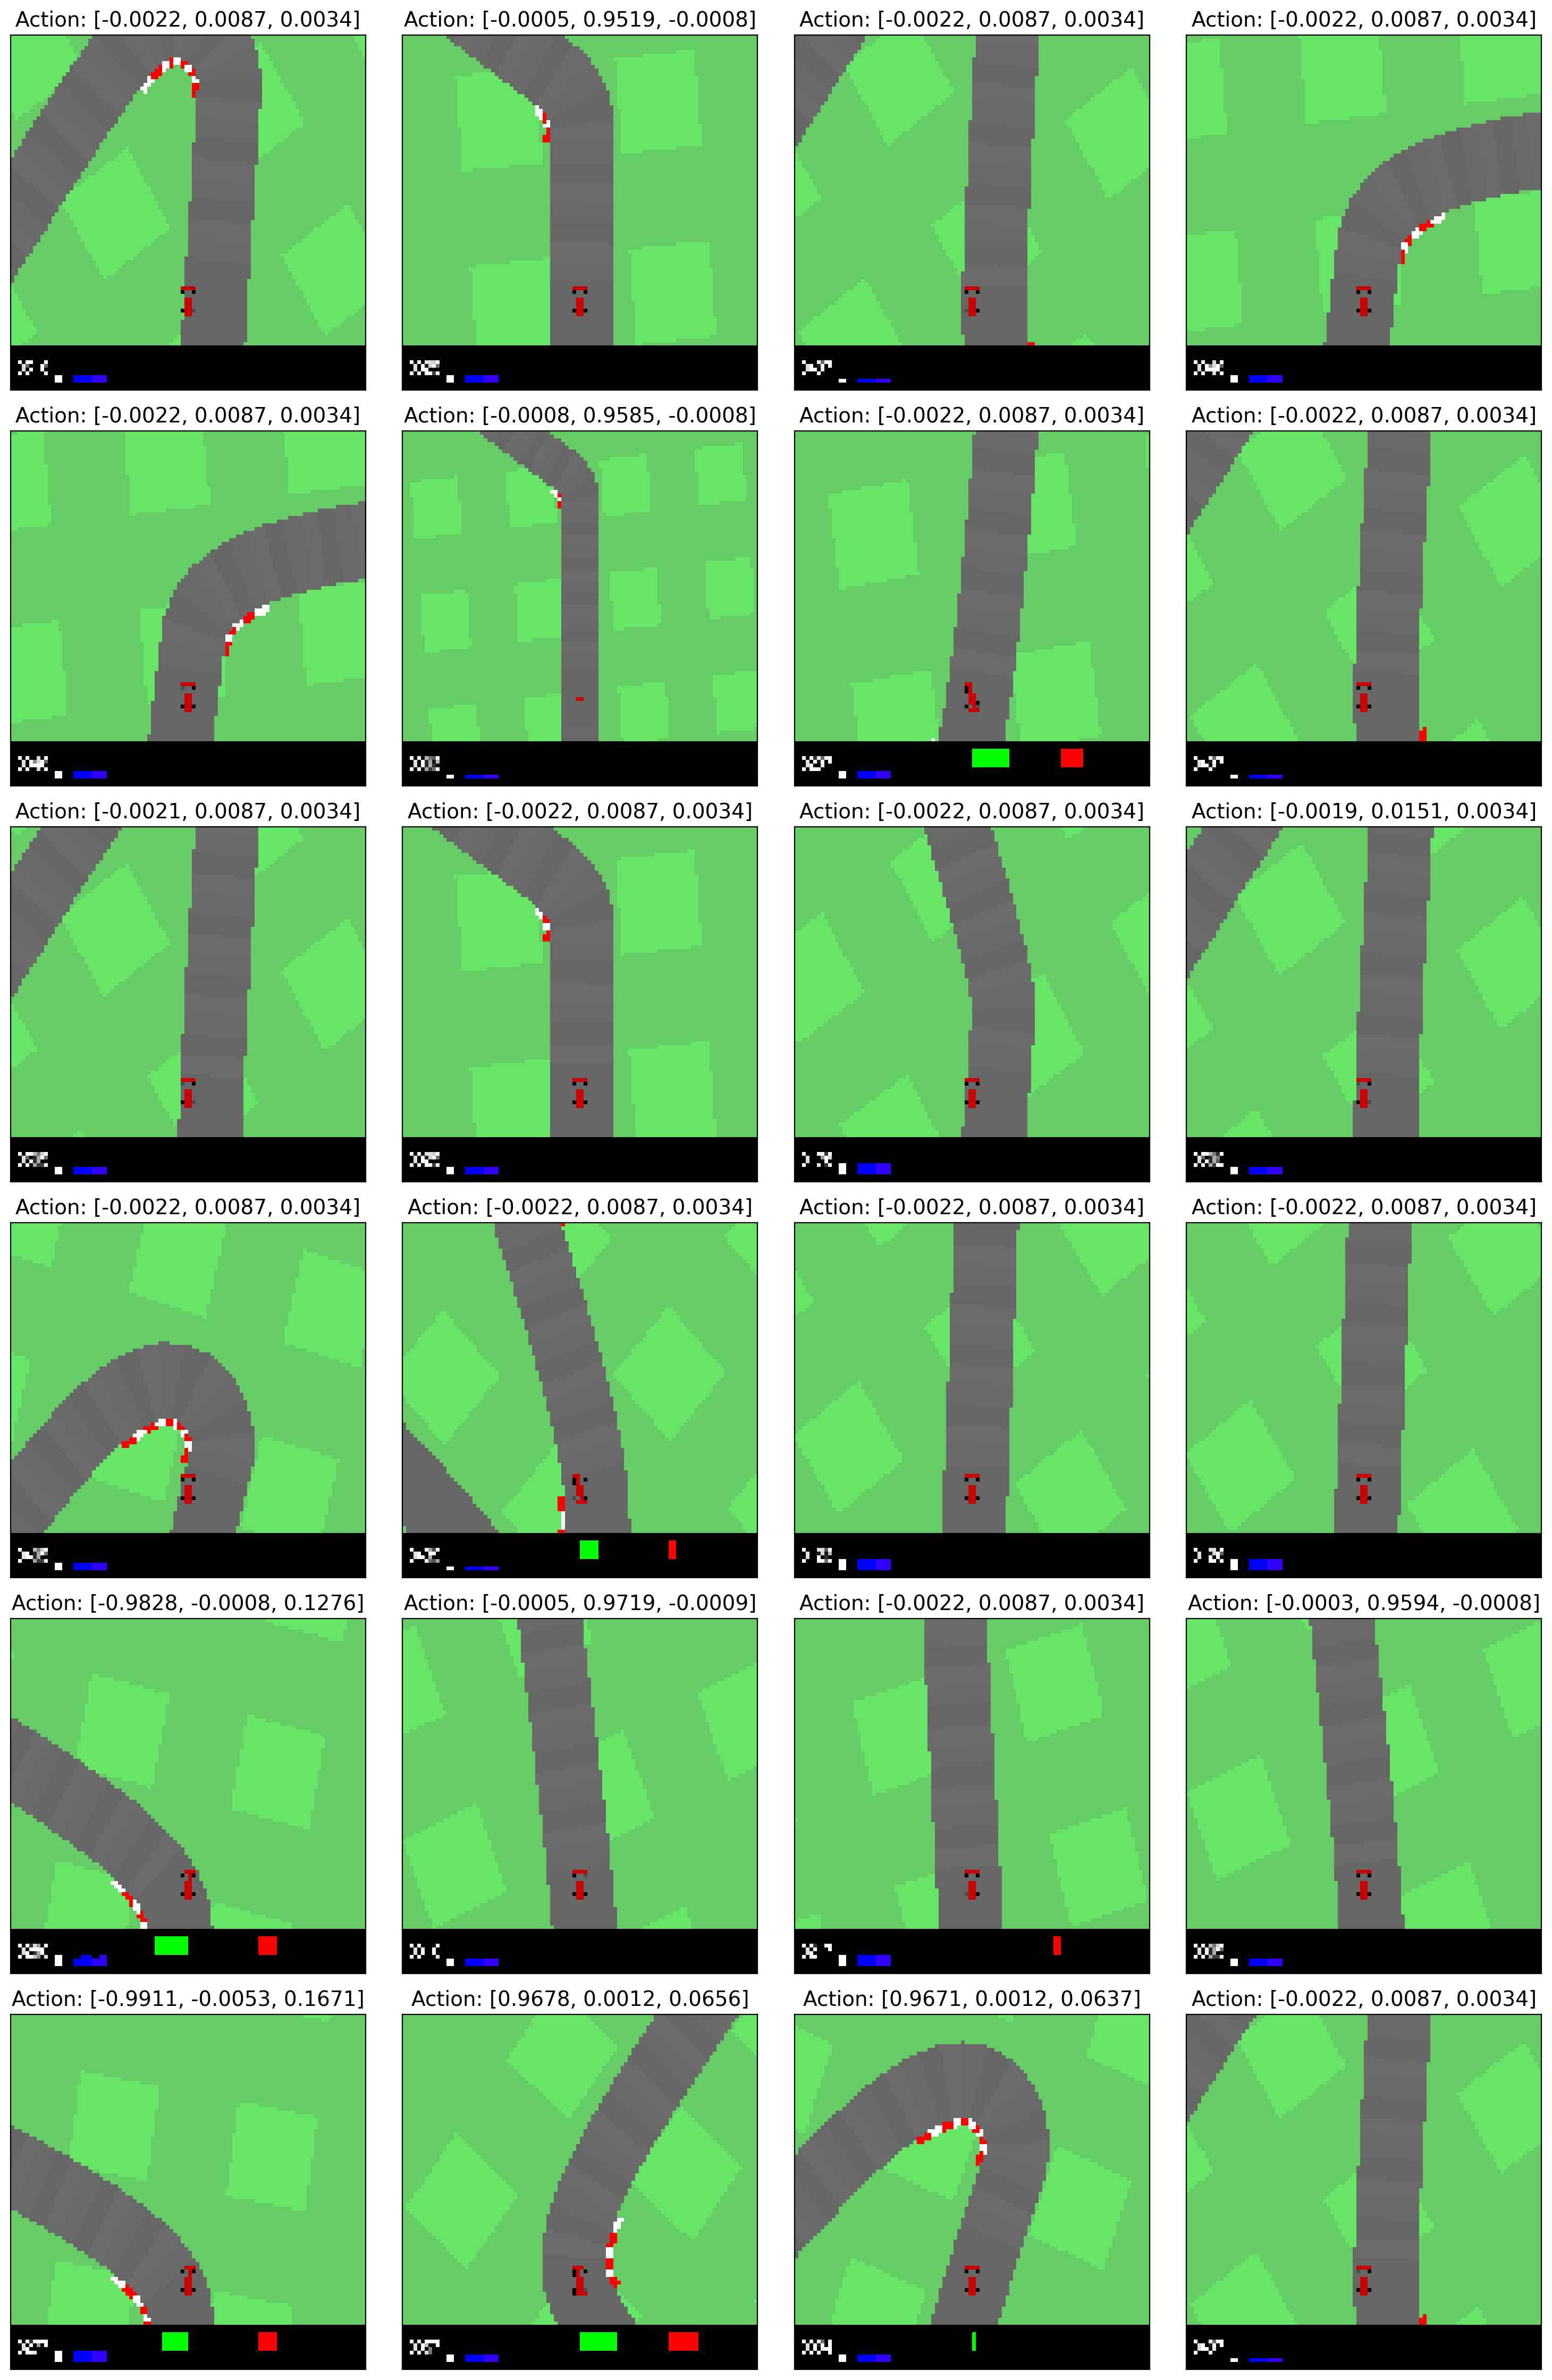 Action: [-0.0022, 0.0087, 0.0034]
Action: [-0.0005, 0.9519, -0.0008]
Action: [-0.0022, 0.0087, 0.0034]
Action: [-0.0022, 0.0087, 0.0034]
Action: [-0.0022, 0.0087, 0.0034]
Action: [-0.0008, 0.9585, -0.0008]
Action: [-0.0022, 0.0087, 0.0034]
Action: [-0.0022, 0.0087, 0.0034]
Action: [-0.0021, 0.0087, 0.0034]
Action: [-0.0022, 0.0087, 0.0034]
Action: [-0.0022, 0.0087, 0.0034]
Action: [-0.0019, 0.0151, 0.0034]
Action: [-0.0022, 0.0087, 0.0034]
Action: [-0.0022, 0.0087, 0.0034]
Action: [-0.0022, 0.0087, 0.0034]
Action: [-0.0022, 0.0087, 0.0034]
Action: [-0.9828, -0.0008, 0.1276]
Action: [-0.0005, 0.9719, -0.0009]
Action: [-0.0022, 0.0087, 0.0034]
Action: [-0.0003, 0.9594, -0.0008]
Action: [-0.9911, -0.0053, 0.1671]
Action: [0.9678, 0.0012, 0.0656]
Action: [0.9671, 0.0012, 0.0637]
Action: [-0.0022, 0.0087, 0.0034]